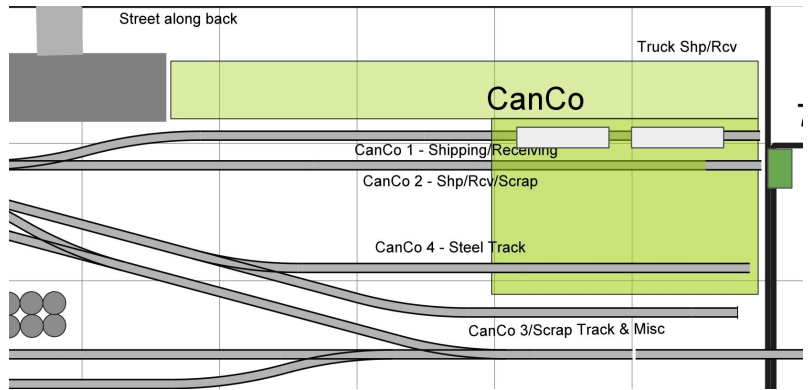 Street along back
Truck Shp/Rcv
CanCo
CanCo 1 - Shipping/Receiving
CanCo 2 - Shp/Rcv/Scrap
CanCo 4 - Steel Track
CanCo 3/Scrap Track & Misc